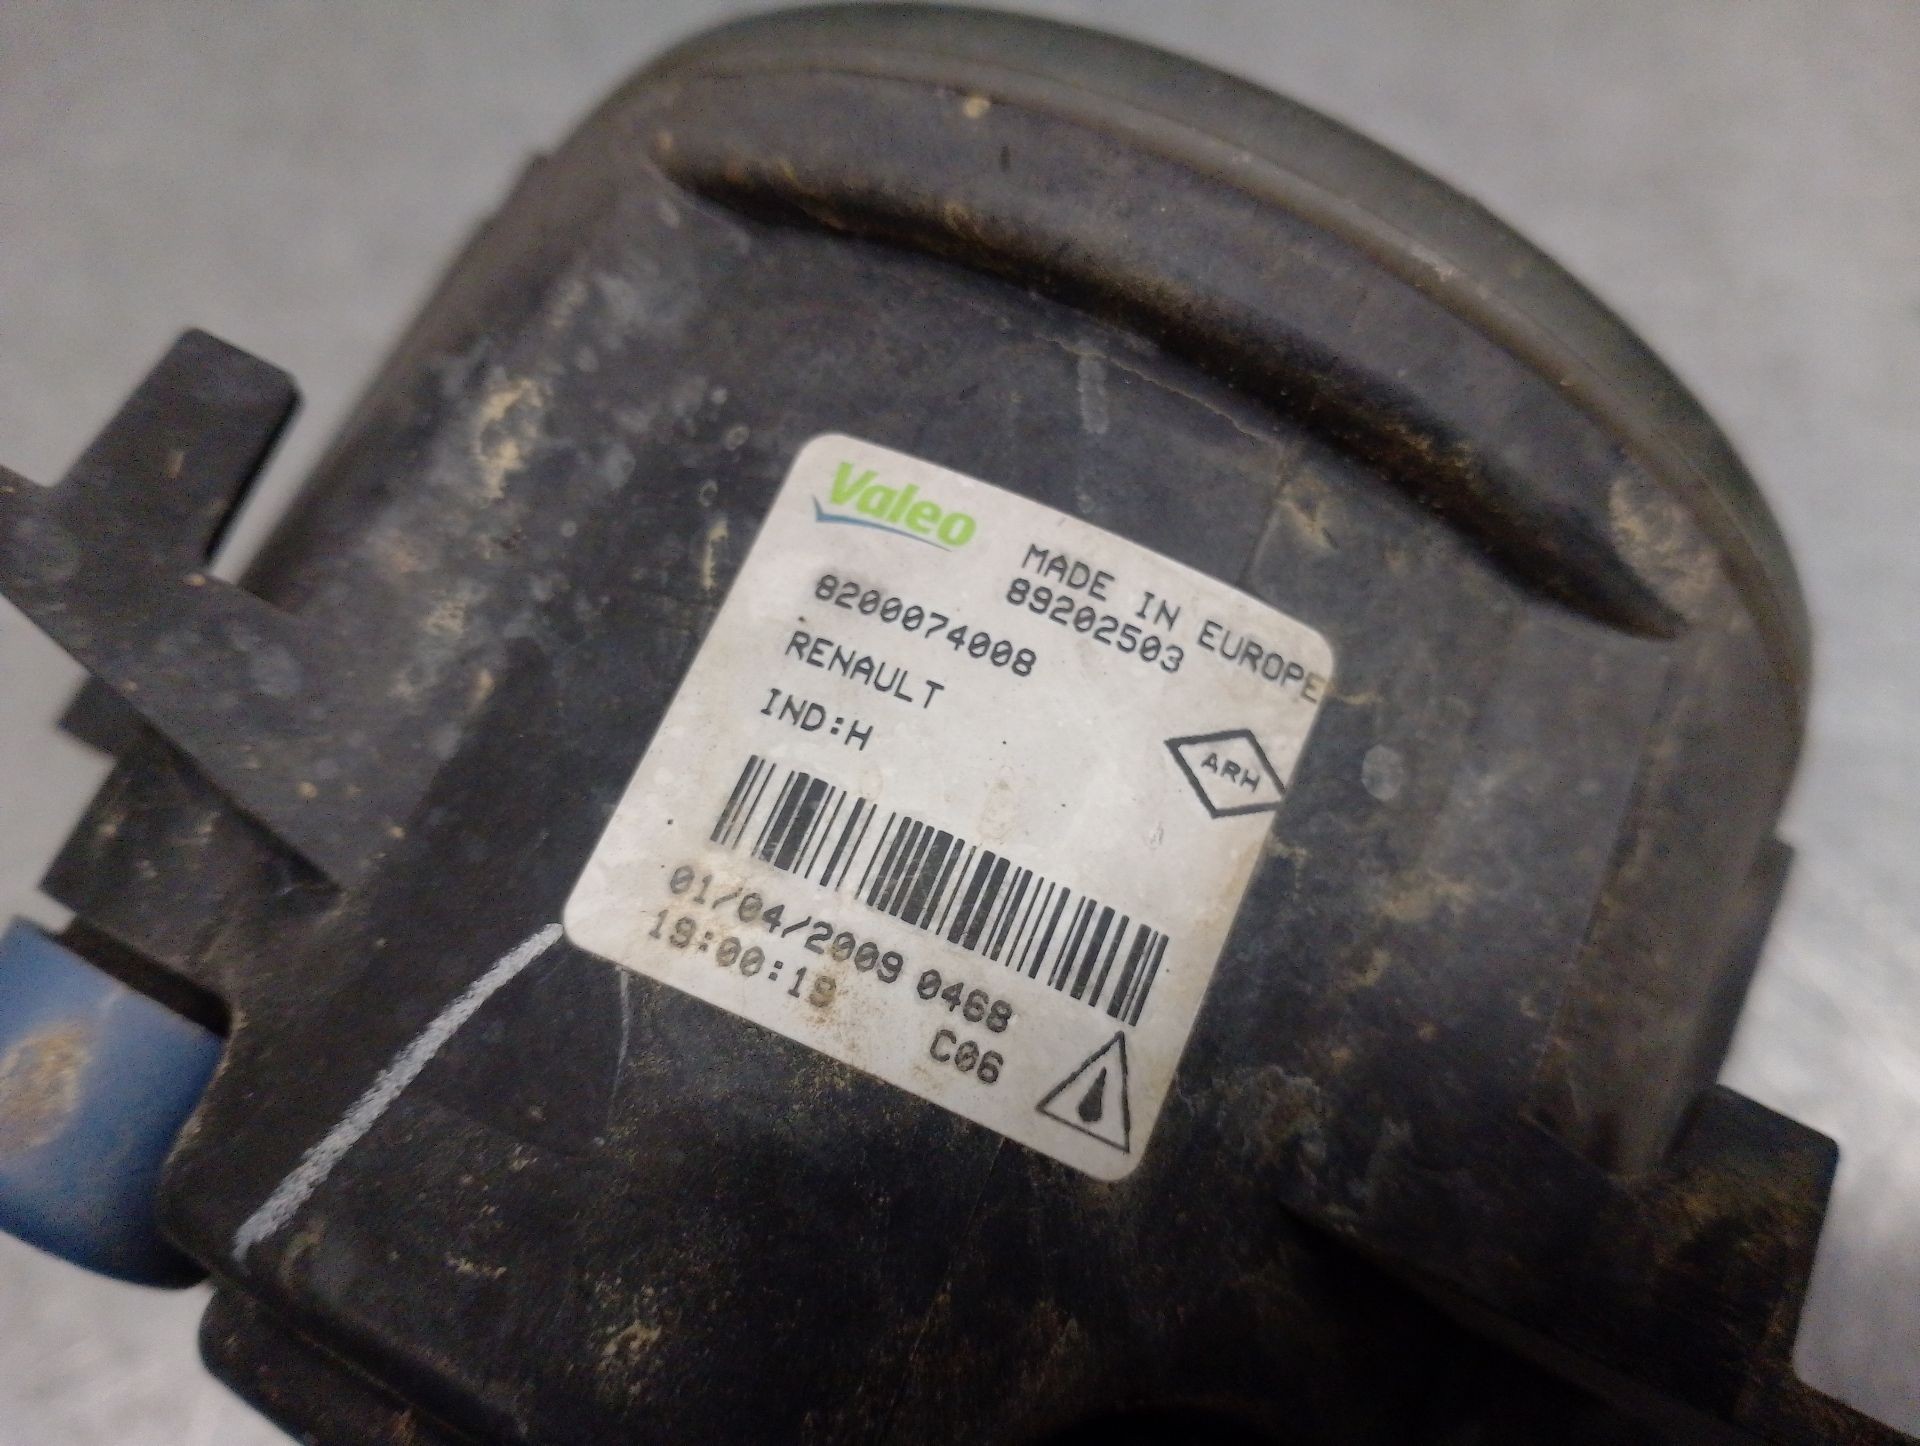 Valeo
MADE IN EUROPE
89202503
8200074008
RENAULT
IND:H
ARH
01/04/2009 0468
19:00:19
C06